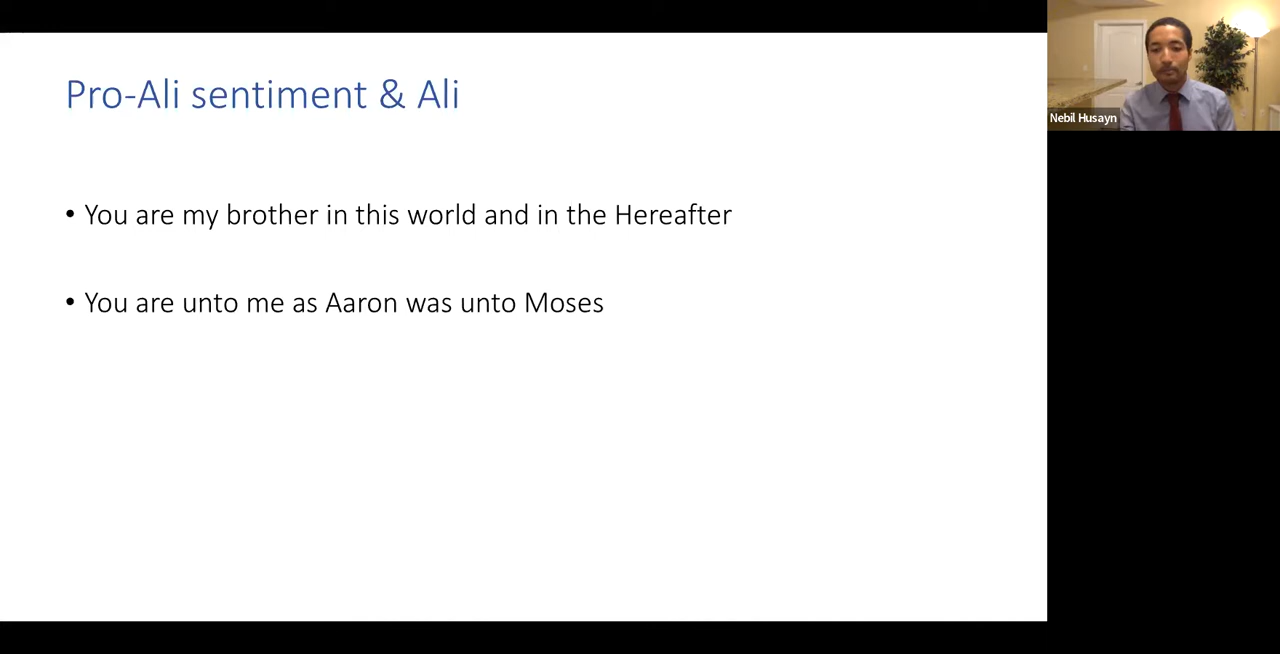 Pro-Ali sentiment & Ali
• You are my brother in this world and in the Hereafter
• You are unto me as Aaron was unto Moses
Nebil Husayn